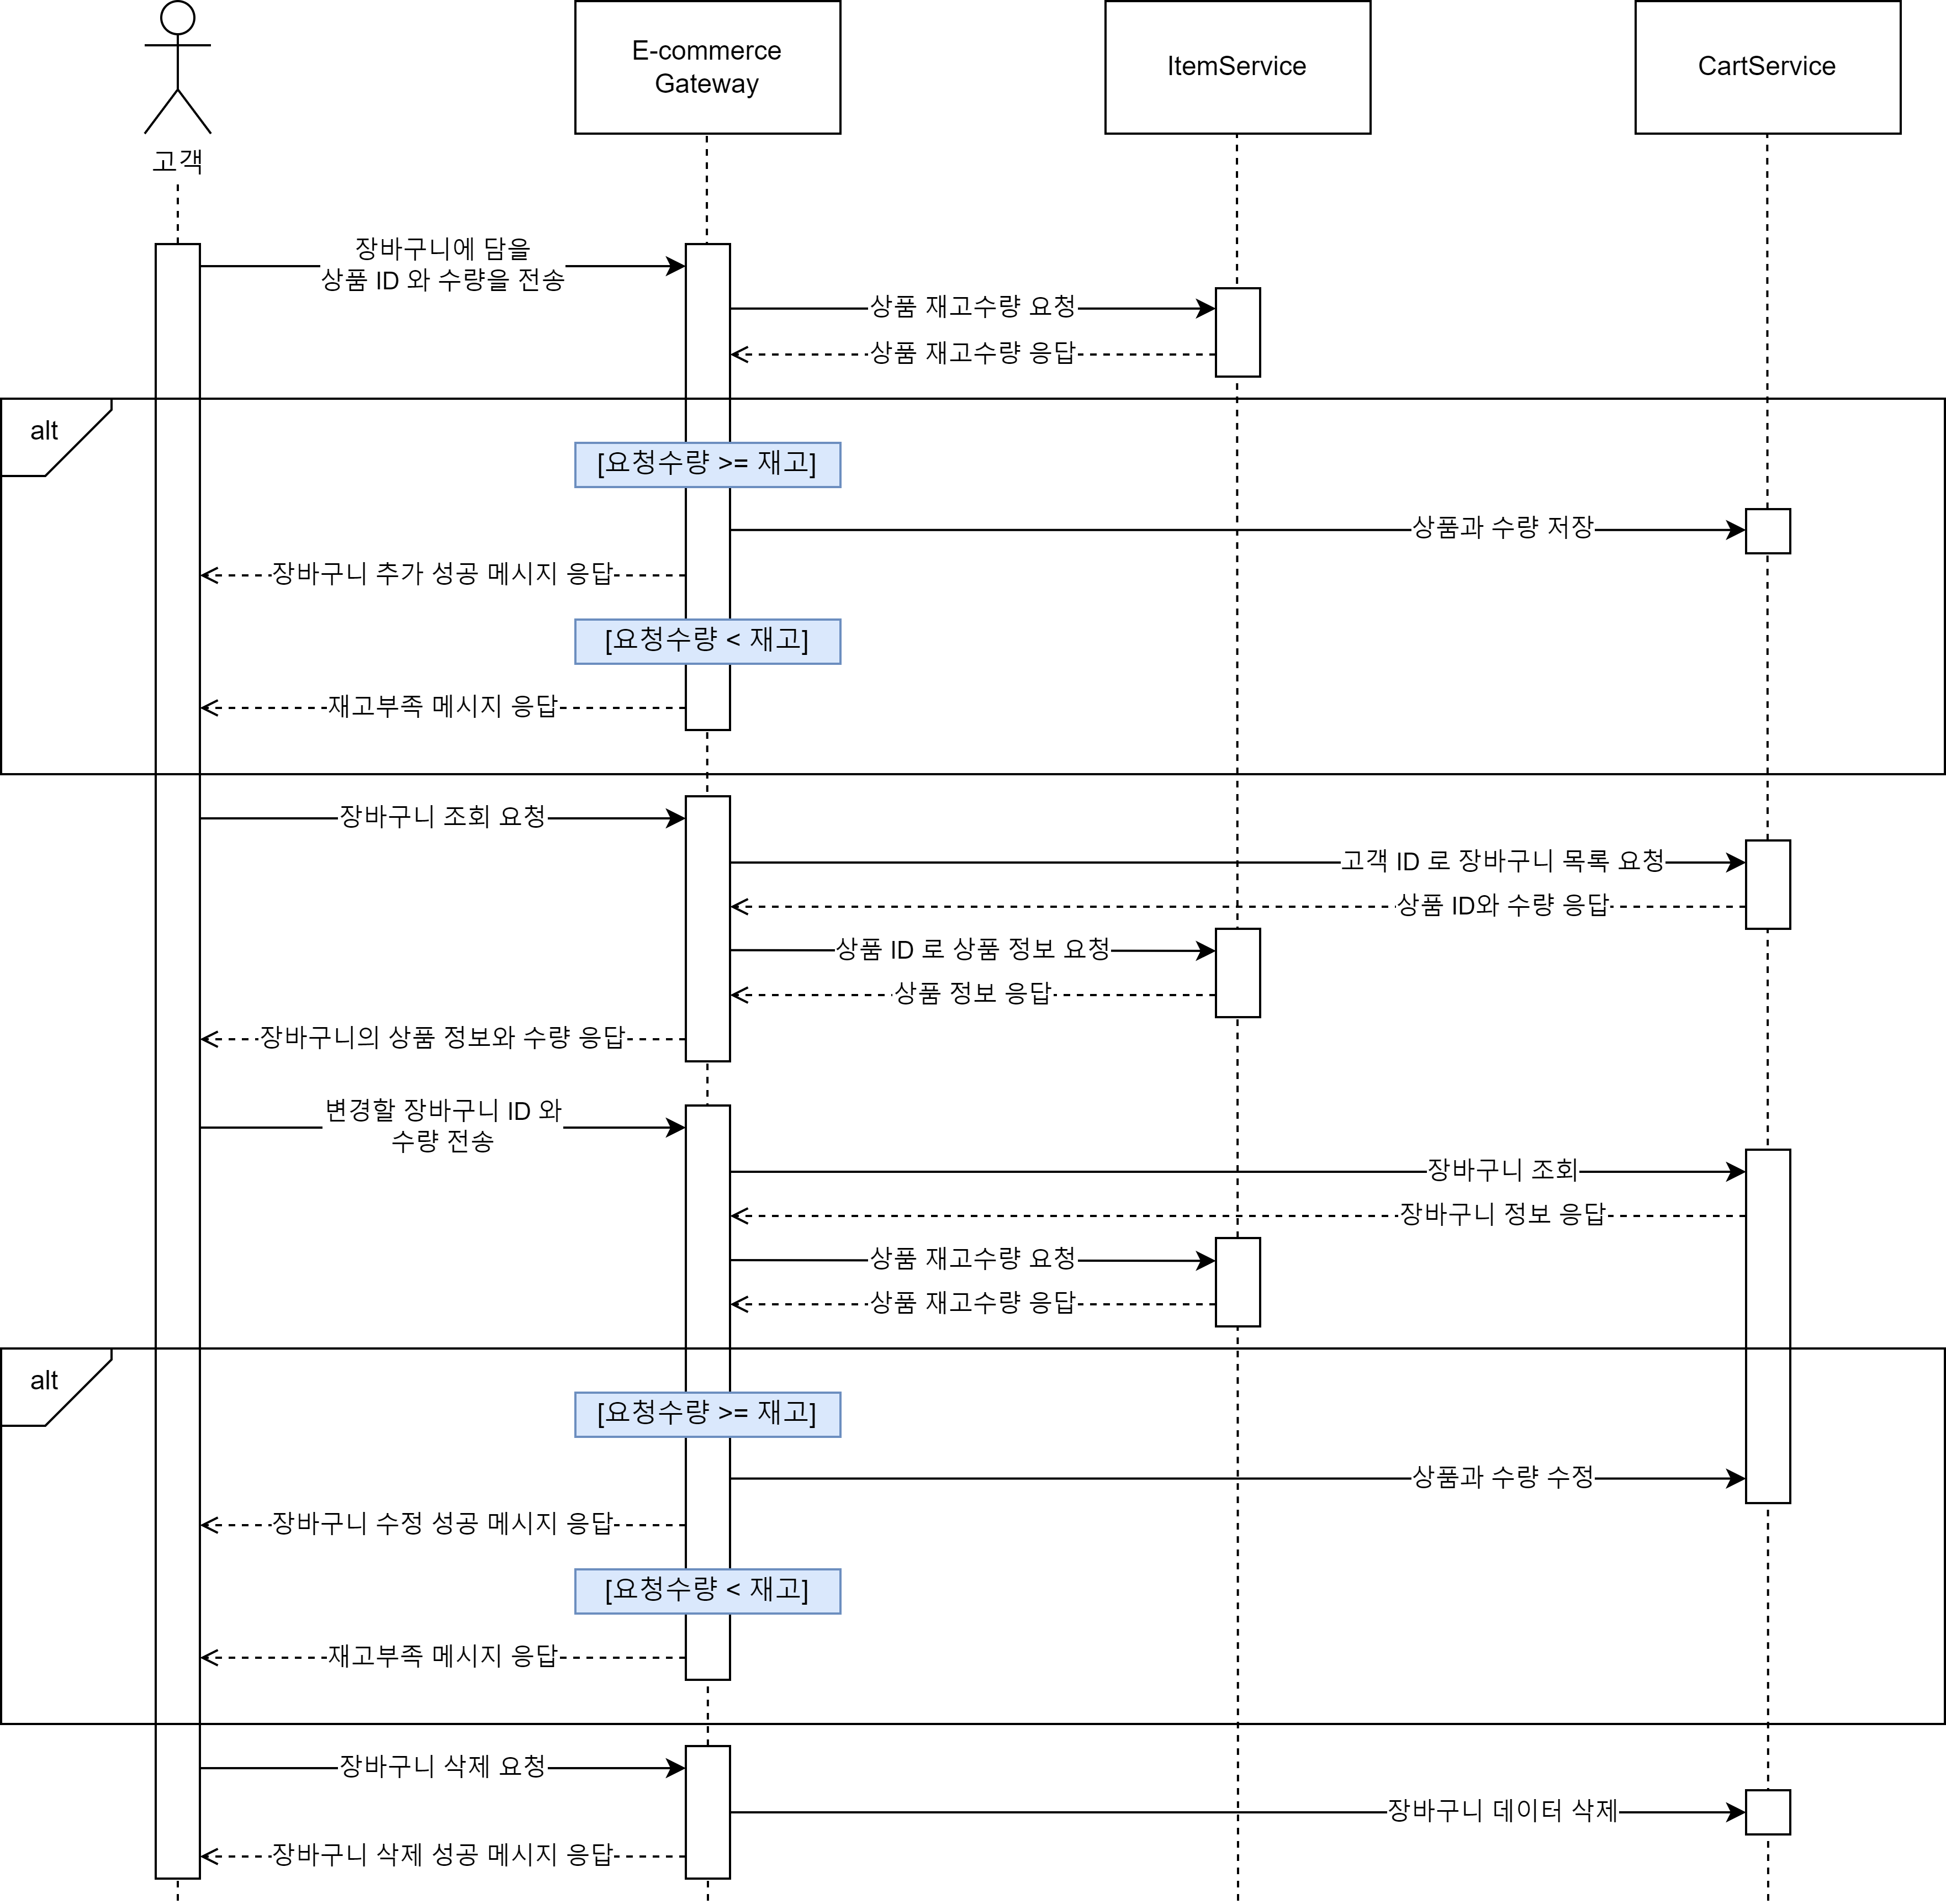 고객
E-commerce
Gateway
ItemService
CartService
장바구니에 담을
상품 ID 와 수량을 전송
상품 재고수량 요청
상품 재고수량 응답
alt
[요청수량 >= 재고]
상품과 수량 저장
장바구니 추가 성공 메시지 응답
[요청수량 < 재고]
재고부족 메시지 응답
장바구니 조회 요청
고객 ID 로 장바구니 목록 요청
상품 ID와 수량 응답
상품 ID 로 상품 정보 요청
상품 정보 응답
장바구니의 상품 정보와 수량 응답
변경할 장바구니 ID 와
수량 전송
장바구니 조회
장바구니 정보 응답
상품 재고수량 요청
상품 재고수량 응답
alt
[요청수량 >= 재고]
상품과 수량 수정
장바구니 수정 성공 메시지 응답
[요청수량 < 재고]
재고부족 메시지 응답
장바구니 삭제 요청
장바구니 데이터 삭제
장바구니 삭제 성공 메시지 응답